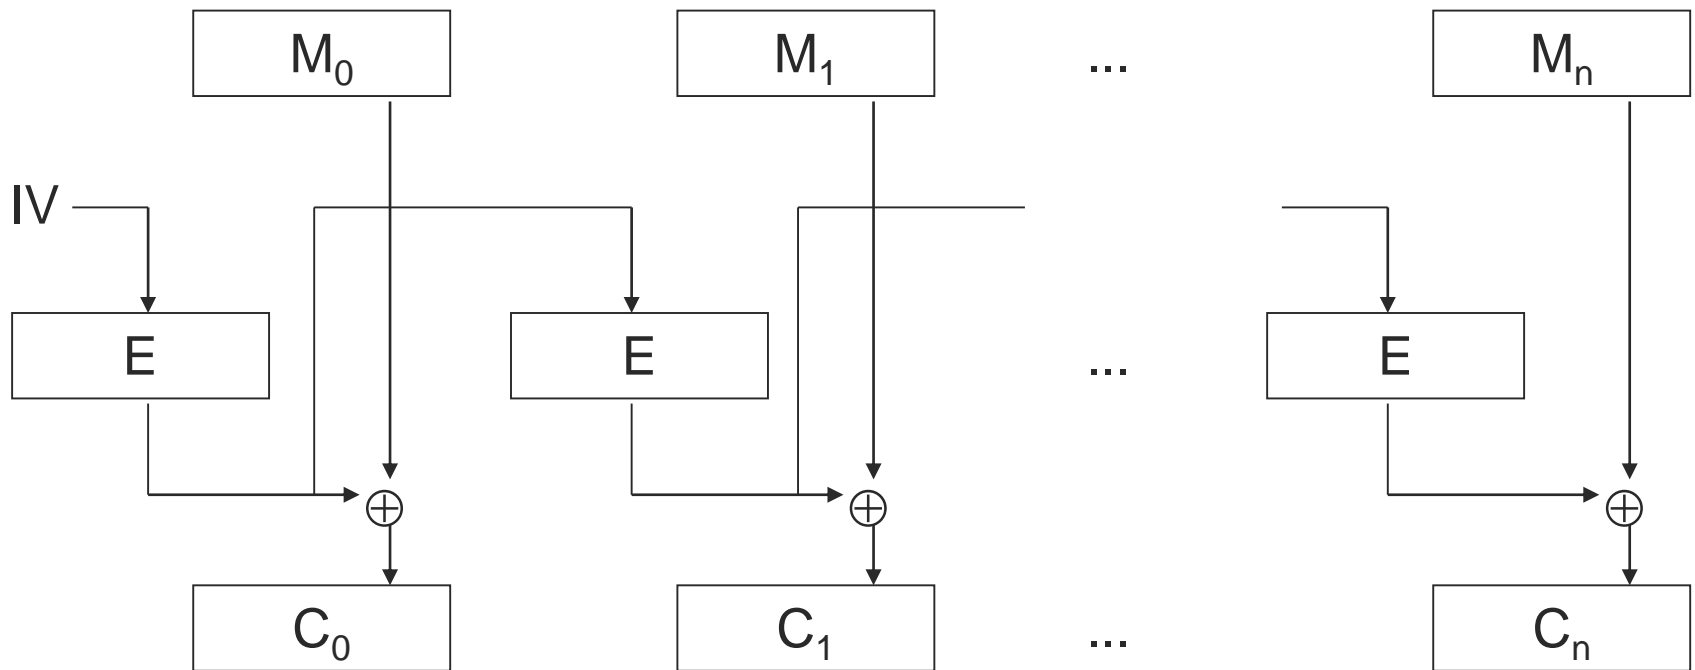 M₀ M₁ ... Mₙ
IV
E E ... E
C₀ C₁ ... Cₙ